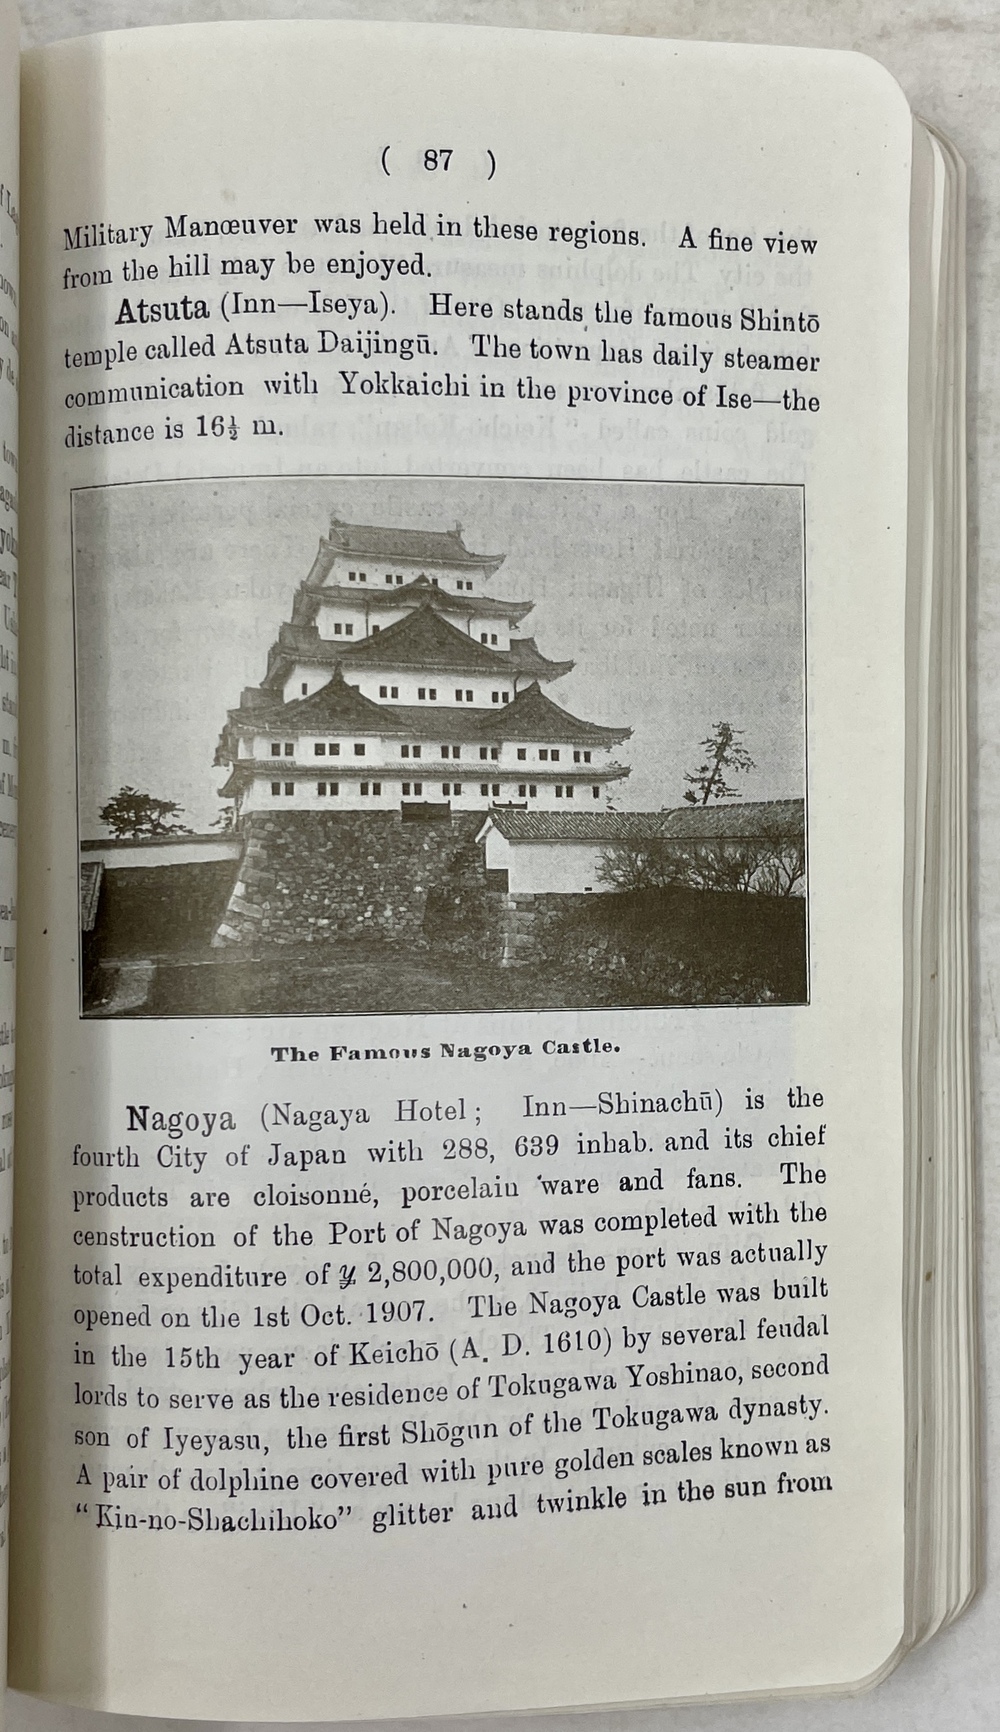 ( 87 )
Military Manœuver was held in these regions. A fine view
from the hill may be enjoyed.
Atsuta (Inn—Iseya). Here stands the famous Shintō
temple called Atsuta Daijingū. The town has daily steamer
communication with Yokkaichi in the province of Ise—the
distance is 16½ m.
The Famous Nagoya Castle.
Nagoya (Nagaya Hotel; Inn—Shinachū) is the
fourth City of Japan with 288, 639 inhab. and its chief
products are cloisonné, porcelain ware and fans. The
censtruction of the Port of Nagoya was completed with the
total expenditure of y 2,800,000, and the port was actually
opened on the 1st Oct. 1907. The Nagoya Castle was built
in the 15th year of Keichō (A. D. 1610) by several feudal
lords to serve as the residence of Tokugawa Yoshinao, second
son of Iyeyasu, the first Shōgun of the Tokugawa dynasty.
A pair of dolphine covered with pure golden scales known as
“Kin-no-Shachihoko” glitter and twinkle in the sun from